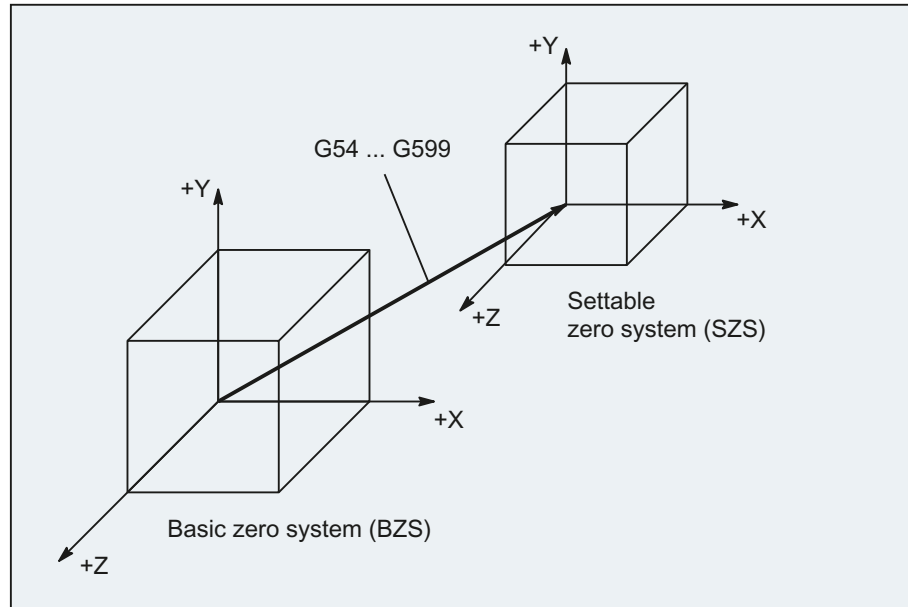 +Y
G54 ... G599
+Y
+X
+Z
Settable
zero system (SZS)
+X
Basic zero system (BZS)
+Z